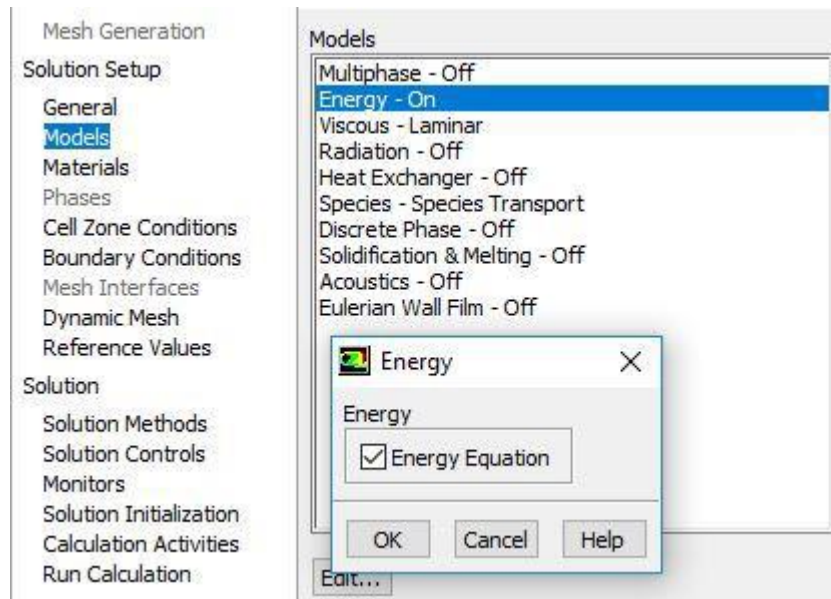 Mesh Generation
Solution Setup
General
Models
Materials
Phases
Cell Zone Conditions
Boundary Conditions
Mesh Interfaces
Dynamic Mesh
Reference Values
Solution
Solution Methods
Solution Controls
Monitors
Solution Initialization
Calculation Activities
Run Calculation
Models
Multiphase - Off
Energy - On
Viscous - Laminar
Radiation - Off
Heat Exchanger - Off
Species - Species Transport
Discrete Phase - Off
Solidification & Melting - Off
Acoustics - Off
Eulerian Wall Film - Off
Energy
Energy
Energy Equation
OK Cancel Help
Edit...